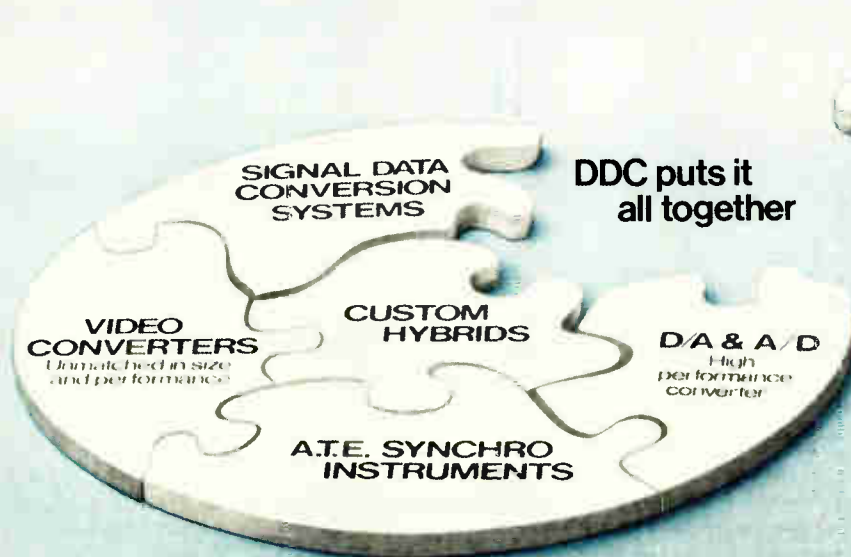 SIGNAL DATA
CONVERSION
SYSTEMS
DDC puts it
all together
VIDEO
CONVERTERS
Unmatched in size
and performance
CUSTOM
HYBRIDS
D/A & A/D
High
performance
converter
A.T.E. SYNCHRO
INSTRUMENTS